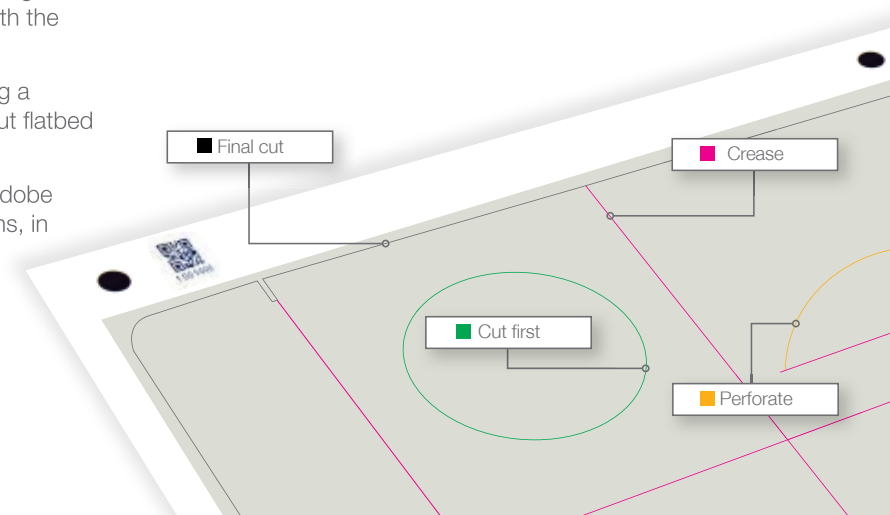 th the
g a
ut flatbed
dobe
ns, in
Final cut
Crease
Cut first
Perforate